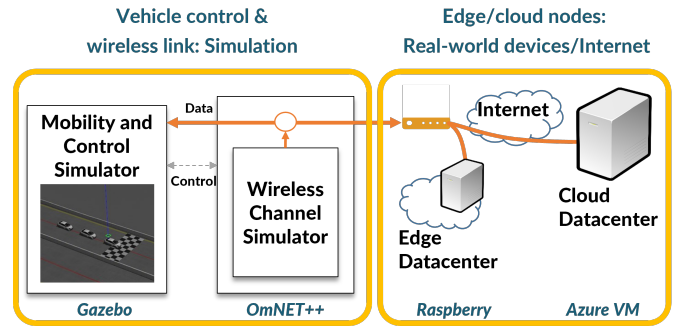 Vehicle control &
wireless link: Simulation
Edge/cloud nodes:
Real-world devices/Internet
Data
Mobility and
Control
Simulator
Control
Wireless
Channel
Simulator
Gazebo
OmNET++
Internet
Edge
Datacenter
Cloud
Datacenter
Raspberry
Azure VM